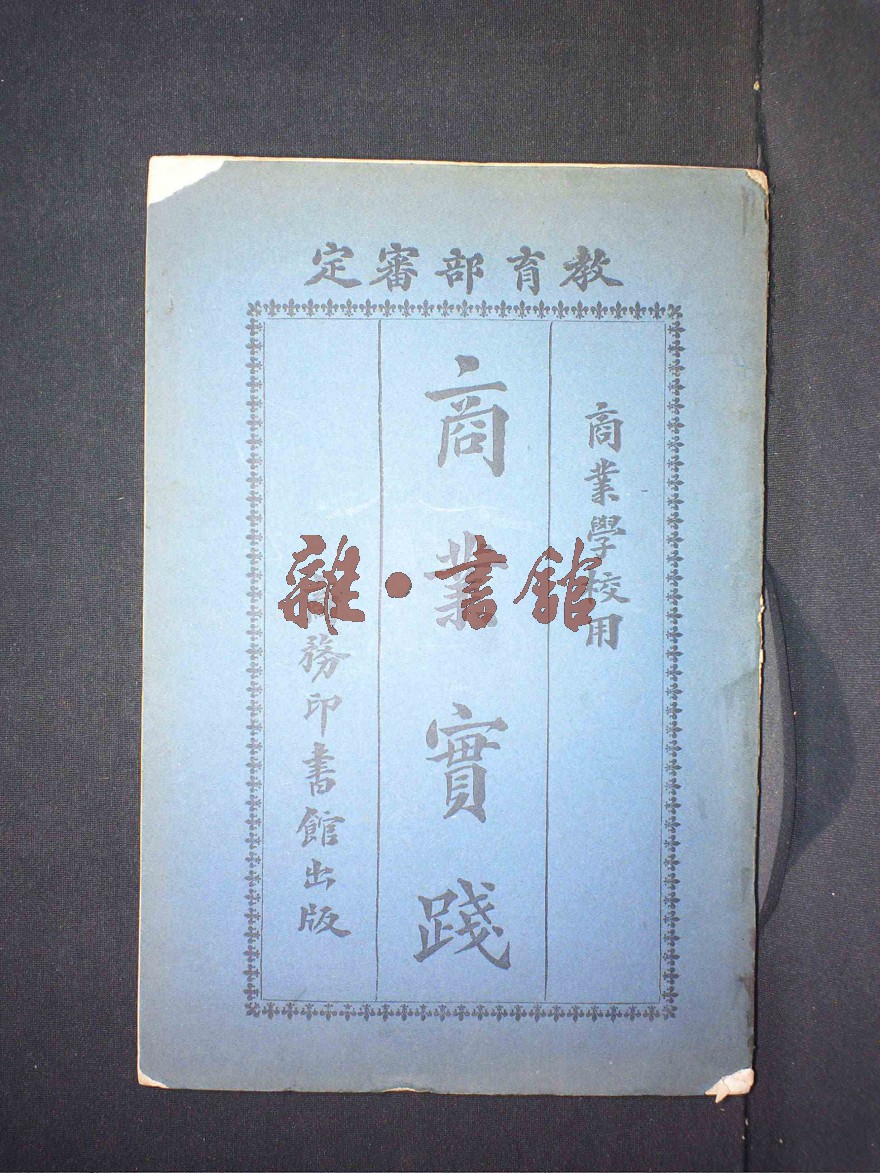 教育部審定
商業學校用
商業實踐
商務印書館出版
雜·書館